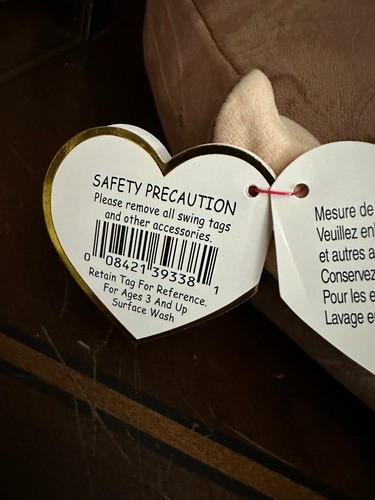 SAFETY PRECAUTION
Please remove all swing tags
and other accessories.
0 08421 39338 1
Retain Tag For Reference.
For Ages 3 And Up
Surface Wash
Mesure de
Veuillez en
et autres a
Conservez
Pour les e
Lavage e